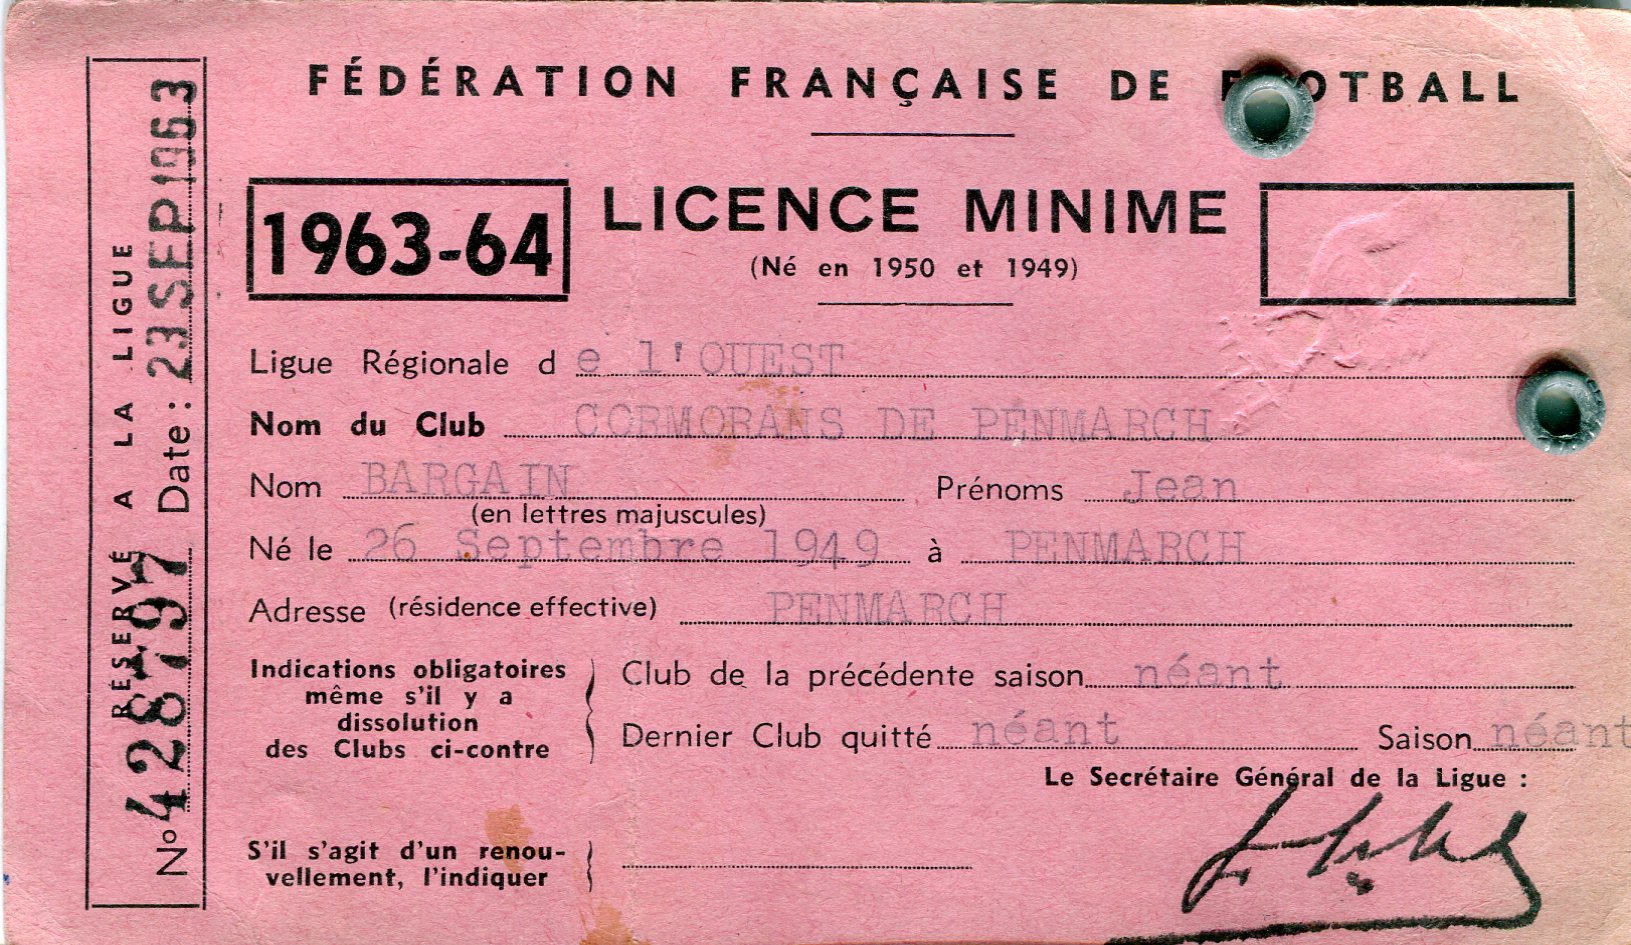 FÉDÉRATION FRANÇAISE DE FOOTBALL
1963-64
LICENCE MINIME
(Né en 1950 et 1949)
Ligue Régionale d e l'OUEST
Nom du Club CORMORANS DE PENMARCH
Nom BARGAIN Prénoms Jean
(en lettres majuscules)
Né le 26 Septembre 1949 à PENMARCH
Adresse (résidence effective) PENMARCH
Indications obligatoires
même s'il y a
dissolution
des Clubs ci-contre
Club de la précédente saison néant
Dernier Club quitté néant Saison néant
Le Secrétaire Général de la Ligue :
S'il s'agit d'un renou-
vellement, l'indiquer
RÉSERVÉ A LA LIGUE
No 428797 Date : 23 SEP 1963